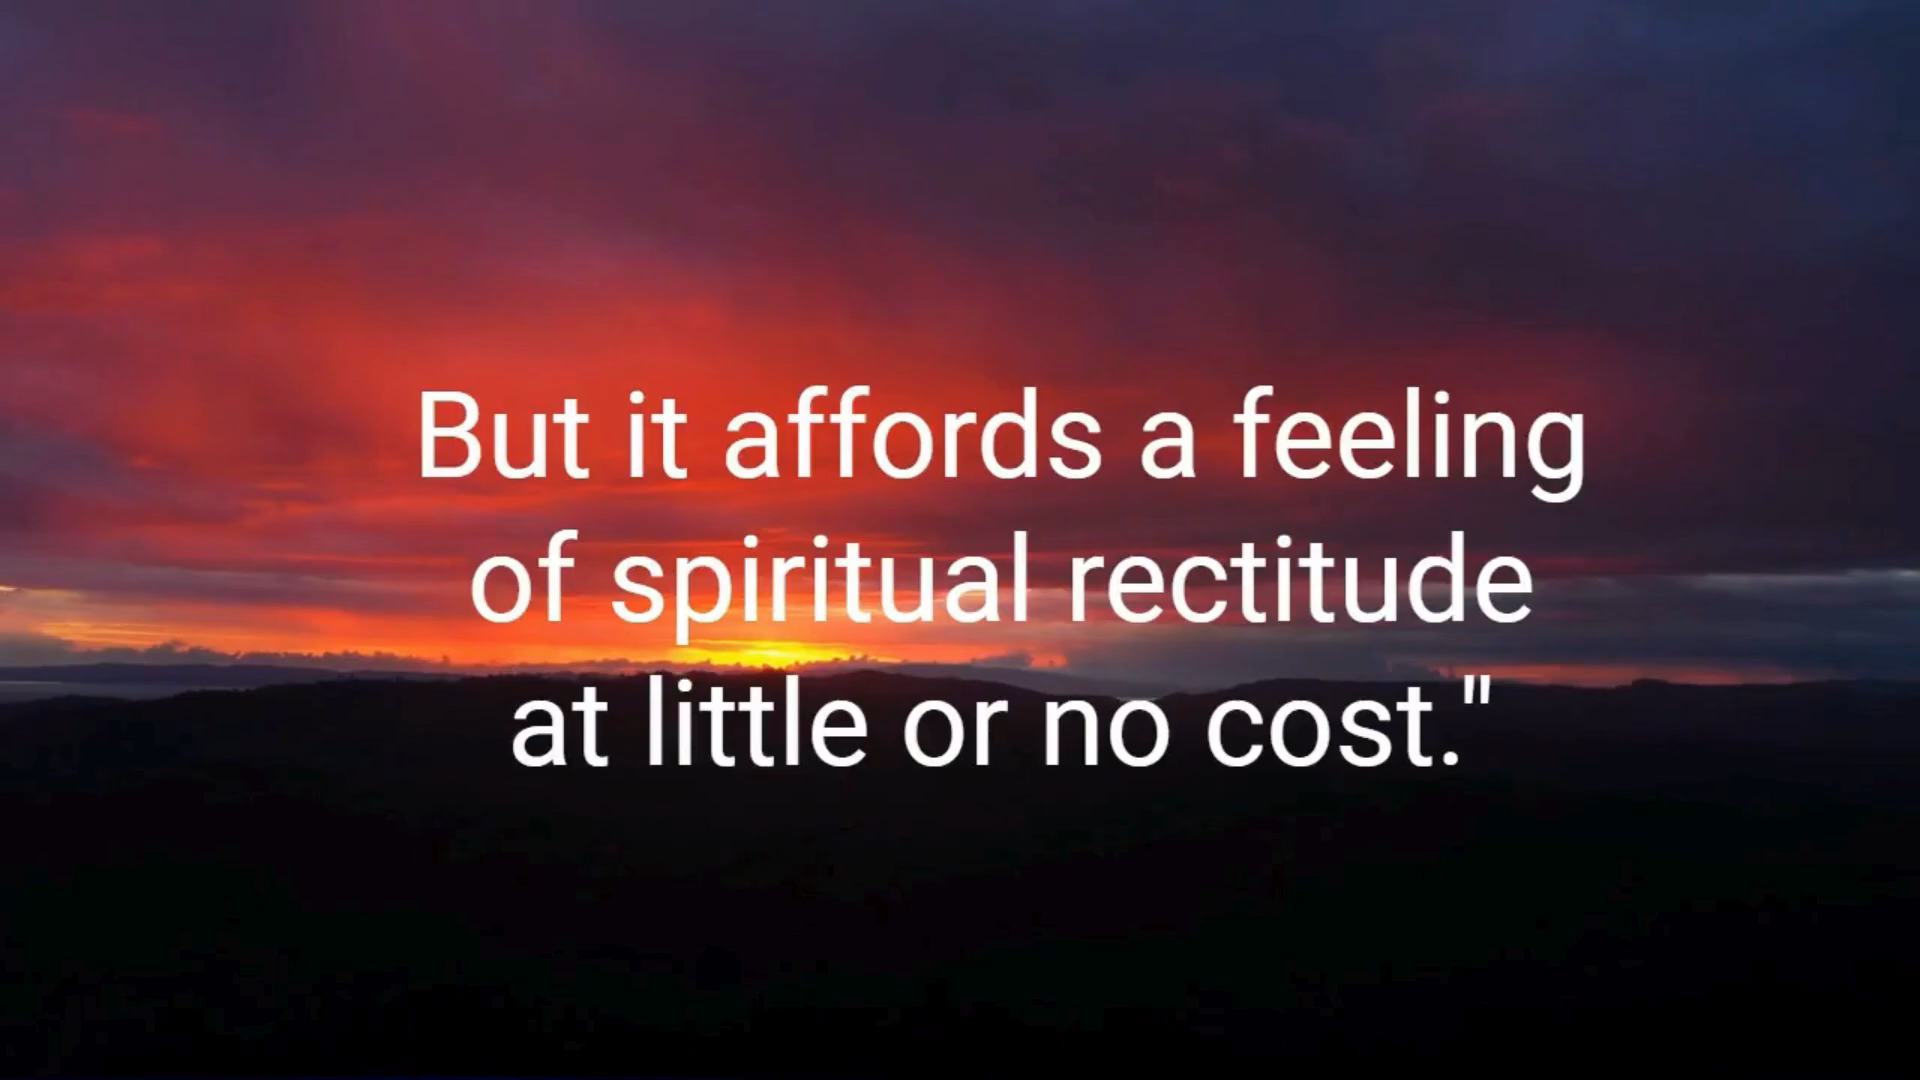 But it affords a feeling
of spiritual rectitude
at little or no cost."